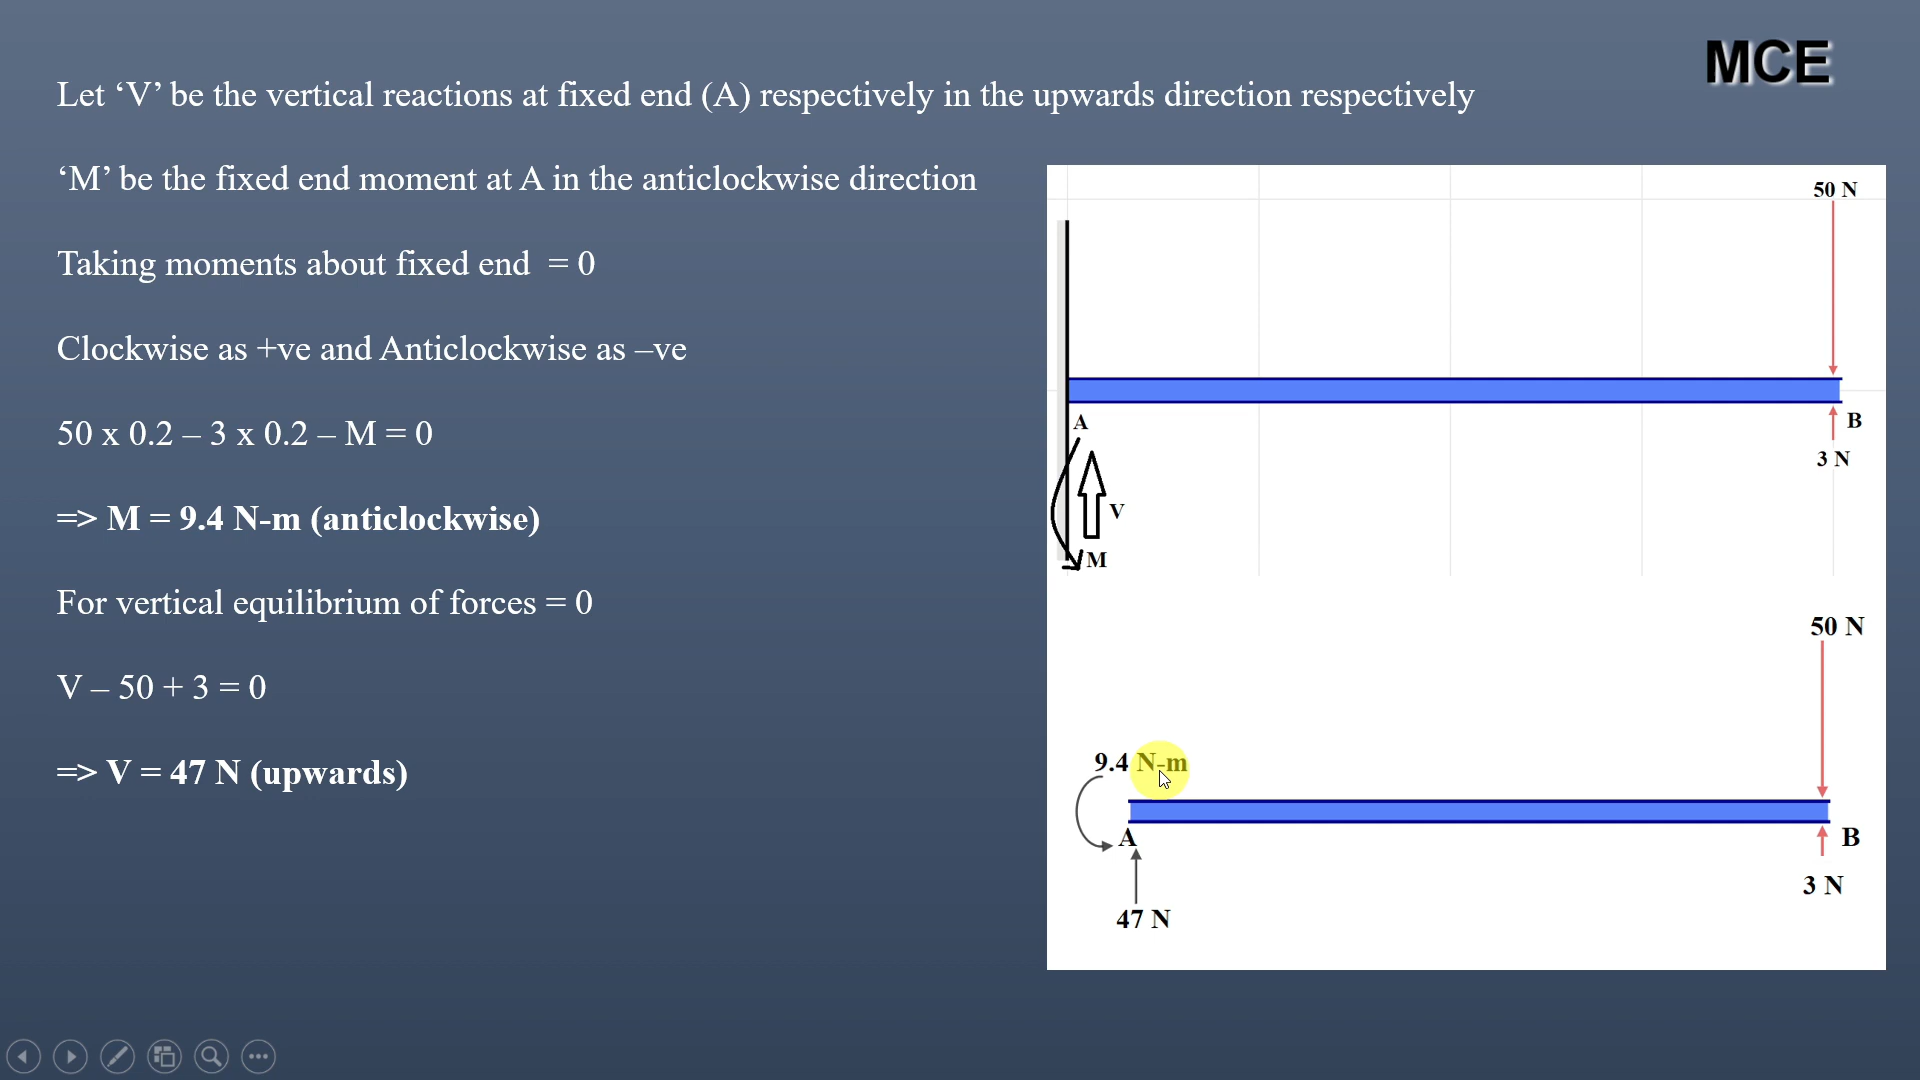 MCE
Let ‘V’ be the vertical reactions at fixed end (A) respectively in the upwards direction respectively
‘M’ be the fixed end moment at A in the anticlockwise direction
Taking moments about fixed end = 0
Clockwise as +ve and Anticlockwise as –ve
50 x 0.2 – 3 x 0.2 – M = 0
=> M = 9.4 N-m (anticlockwise)
For vertical equilibrium of forces = 0
V – 50 + 3 = 0
=> V = 47 N (upwards)
50 N
A
B
3 N
V
M
50 N
9.4 N-m
A
B
3 N
47 N